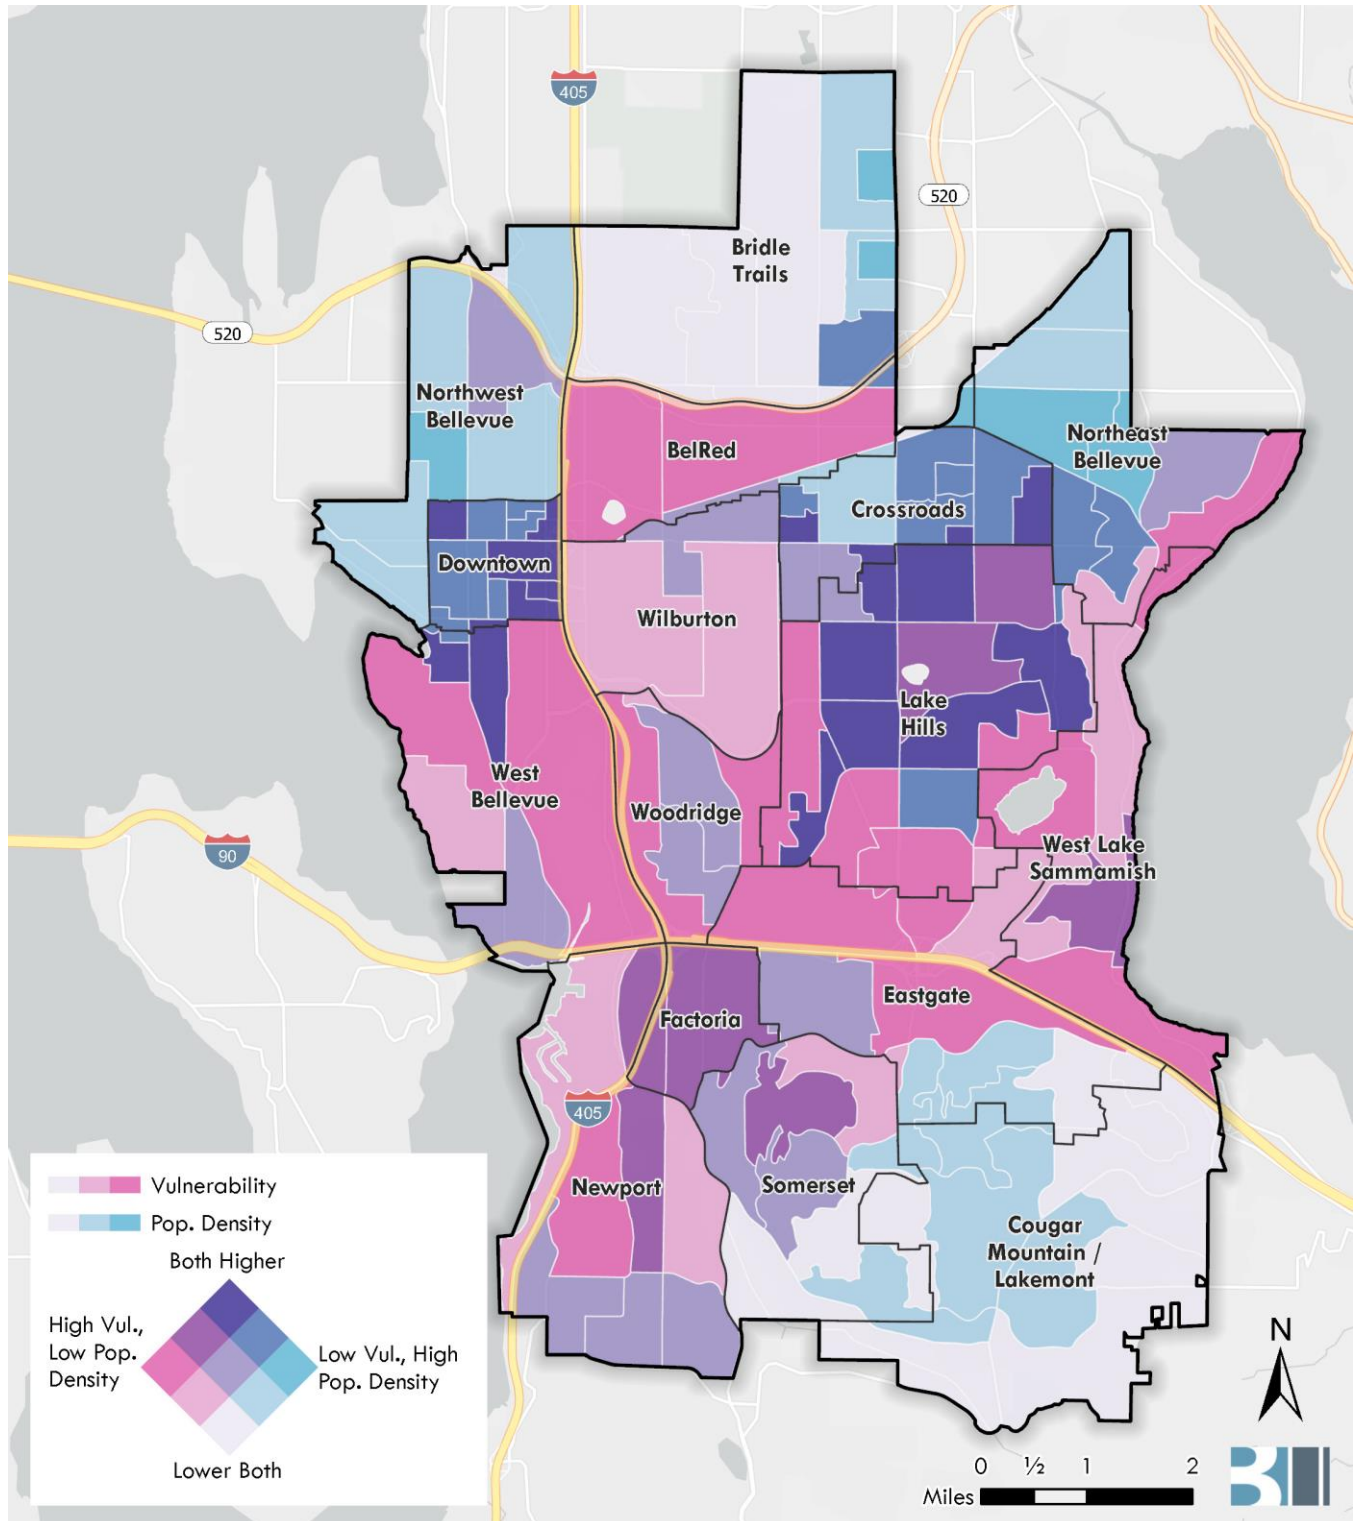 405
520
Bridle
Trails
520
Northwest
Bellevue
BelRed
Northeast
Bellevue
Crossroads
Downtown
Wilburton
Lake
Hills
West
Bellevue
Woodridge
West Lake
Sammamish
90
Eastgate
Factoria
405
Newport
Somerset
Cougar
Mountain /
Lakemont
Vulnerability
Pop. Density
Both Higher
High Vul.,
Low Pop.
Density
Low Vul., High
Pop. Density
Lower Both
N
0 ½ 1 2
Miles